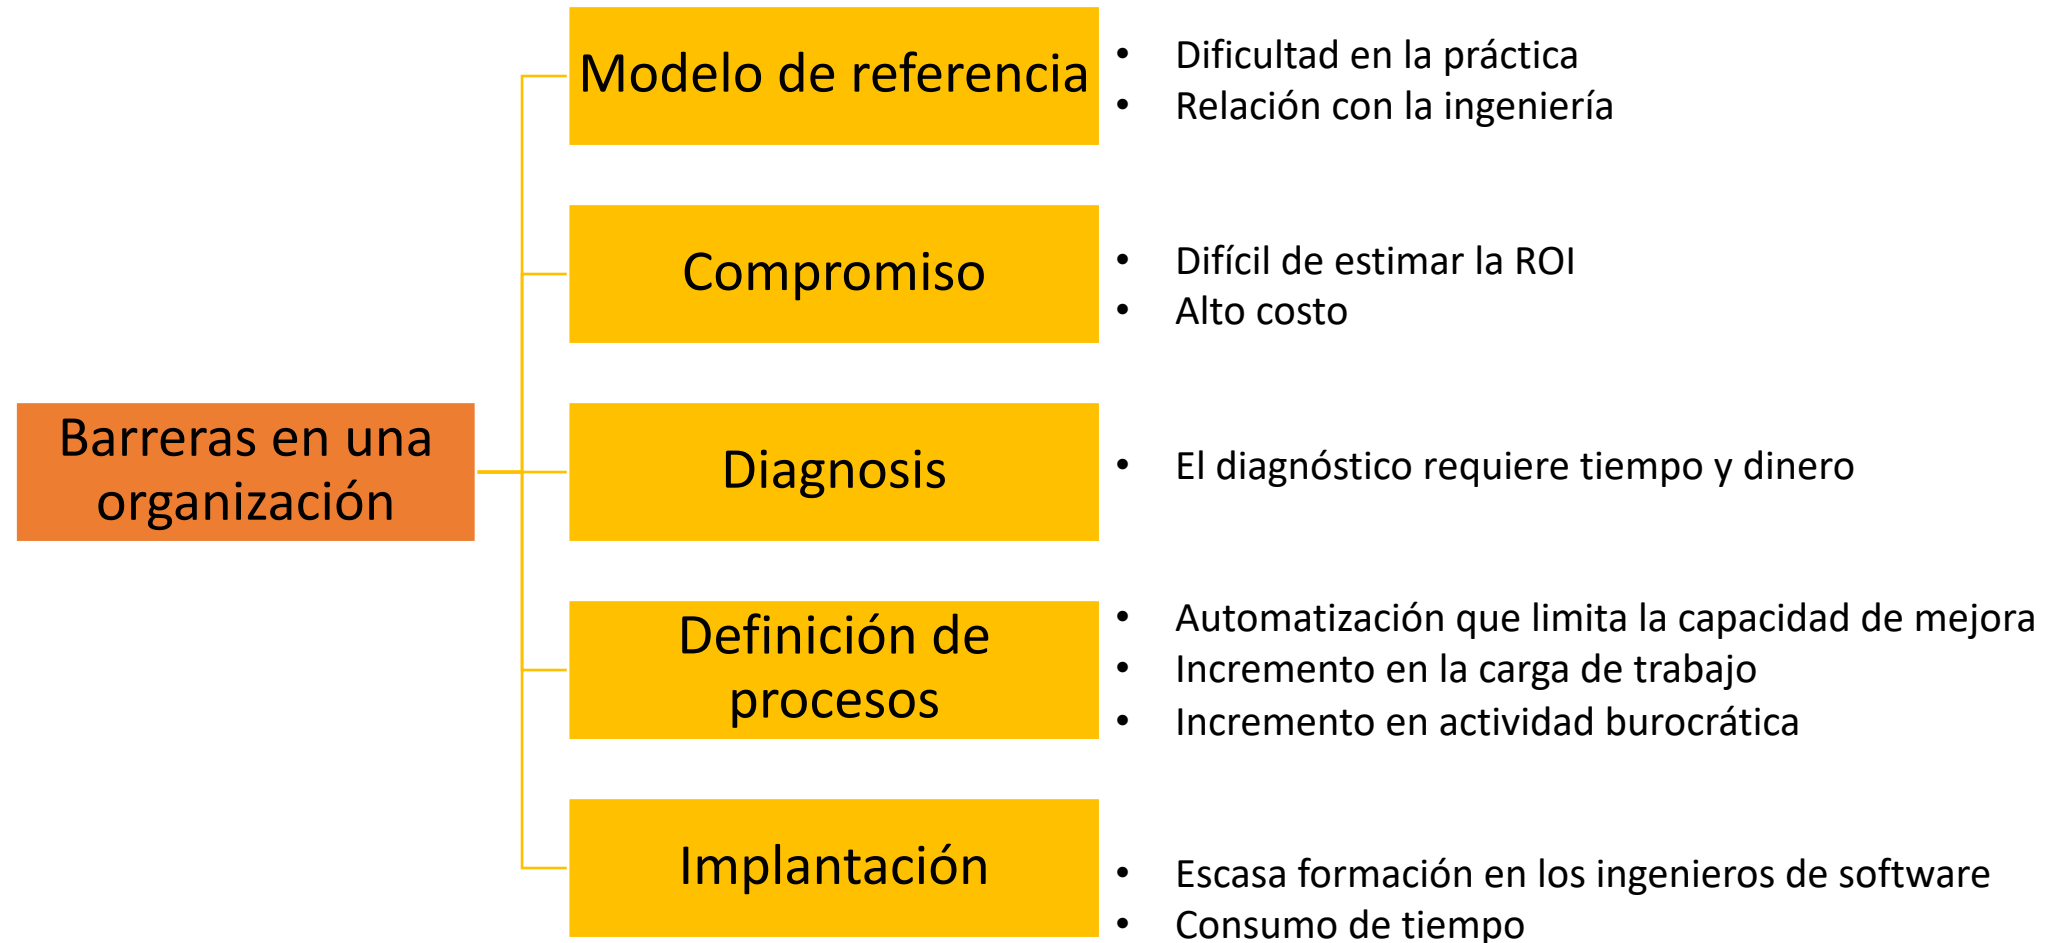 Modelo de referencia
• Dificultad en la práctica
• Relación con la ingeniería
Compromiso
• Difícil de estimar la ROI
• Alto costo
Barreras en una
organización
Diagnosis
• El diagnóstico requiere tiempo y dinero
Definición de
procesos
• Automatización que limita la capacidad de mejora
• Incremento en la carga de trabajo
• Incremento en actividad burocrática
Implantación
• Escasa formación en los ingenieros de software
• Consumo de tiempo